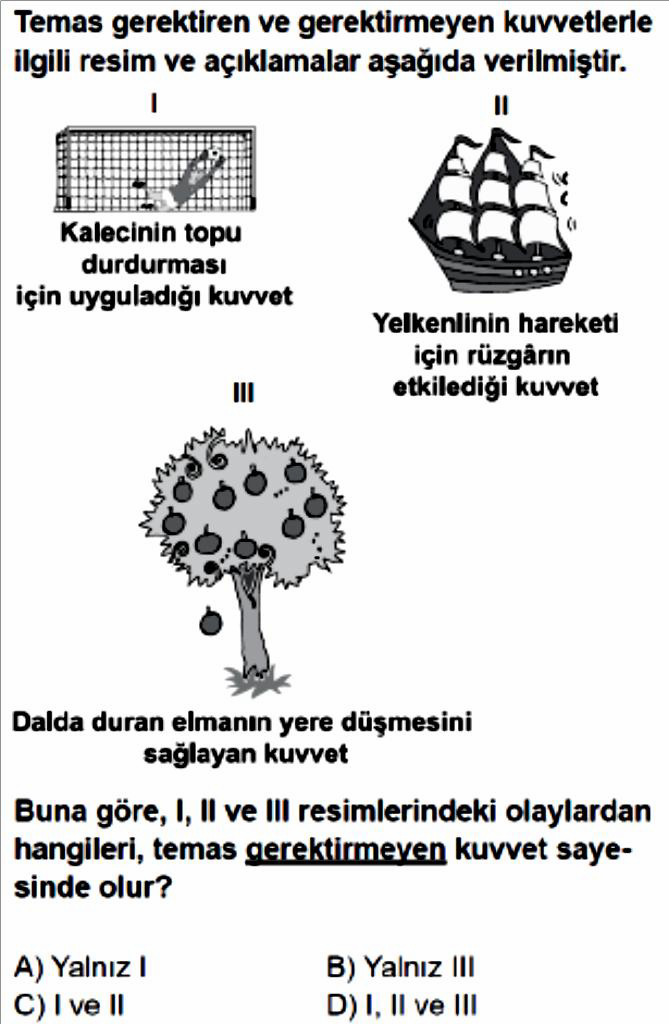 Temas gerektiren ve gerektirmeyen kuvvetlerle
ilgili resim ve açıklamalar aşağıda verilmiştir.
I
Kalecinin topu
durdurması
için uyguladığı kuvvet
II
Yelkenlinin hareketi
için rüzgârın
etkilediği kuvvet
III
Dalda duran elmanın yere düşmesini
sağlayan kuvvet
Buna göre, I, II ve III resimlerindeki olaylardan
hangileri, temas gerektirmeyen kuvvet saye-
sinde olur?
A) Yalnız I
B) Yalnız III
C) I ve II
D) I, II ve III